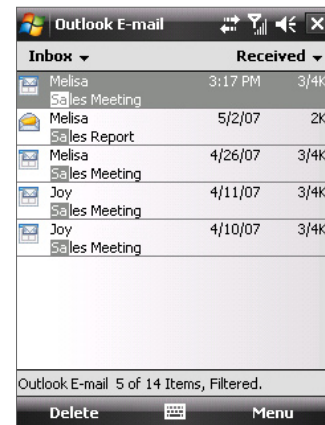 Outlook E-mail
Inbox Received
Melisa 3:17 PM 3/4K
Sales Meeting
Melisa 5/2/07 2K
Sales Report
Melisa 4/26/07 3/4K
Sales Meeting
Joy 4/11/07 3/4K
Sales Meeting
Joy 4/10/07 3/4K
Sales Meeting
Outlook E-mail 5 of 14 Items, Filtered.
Delete Menu